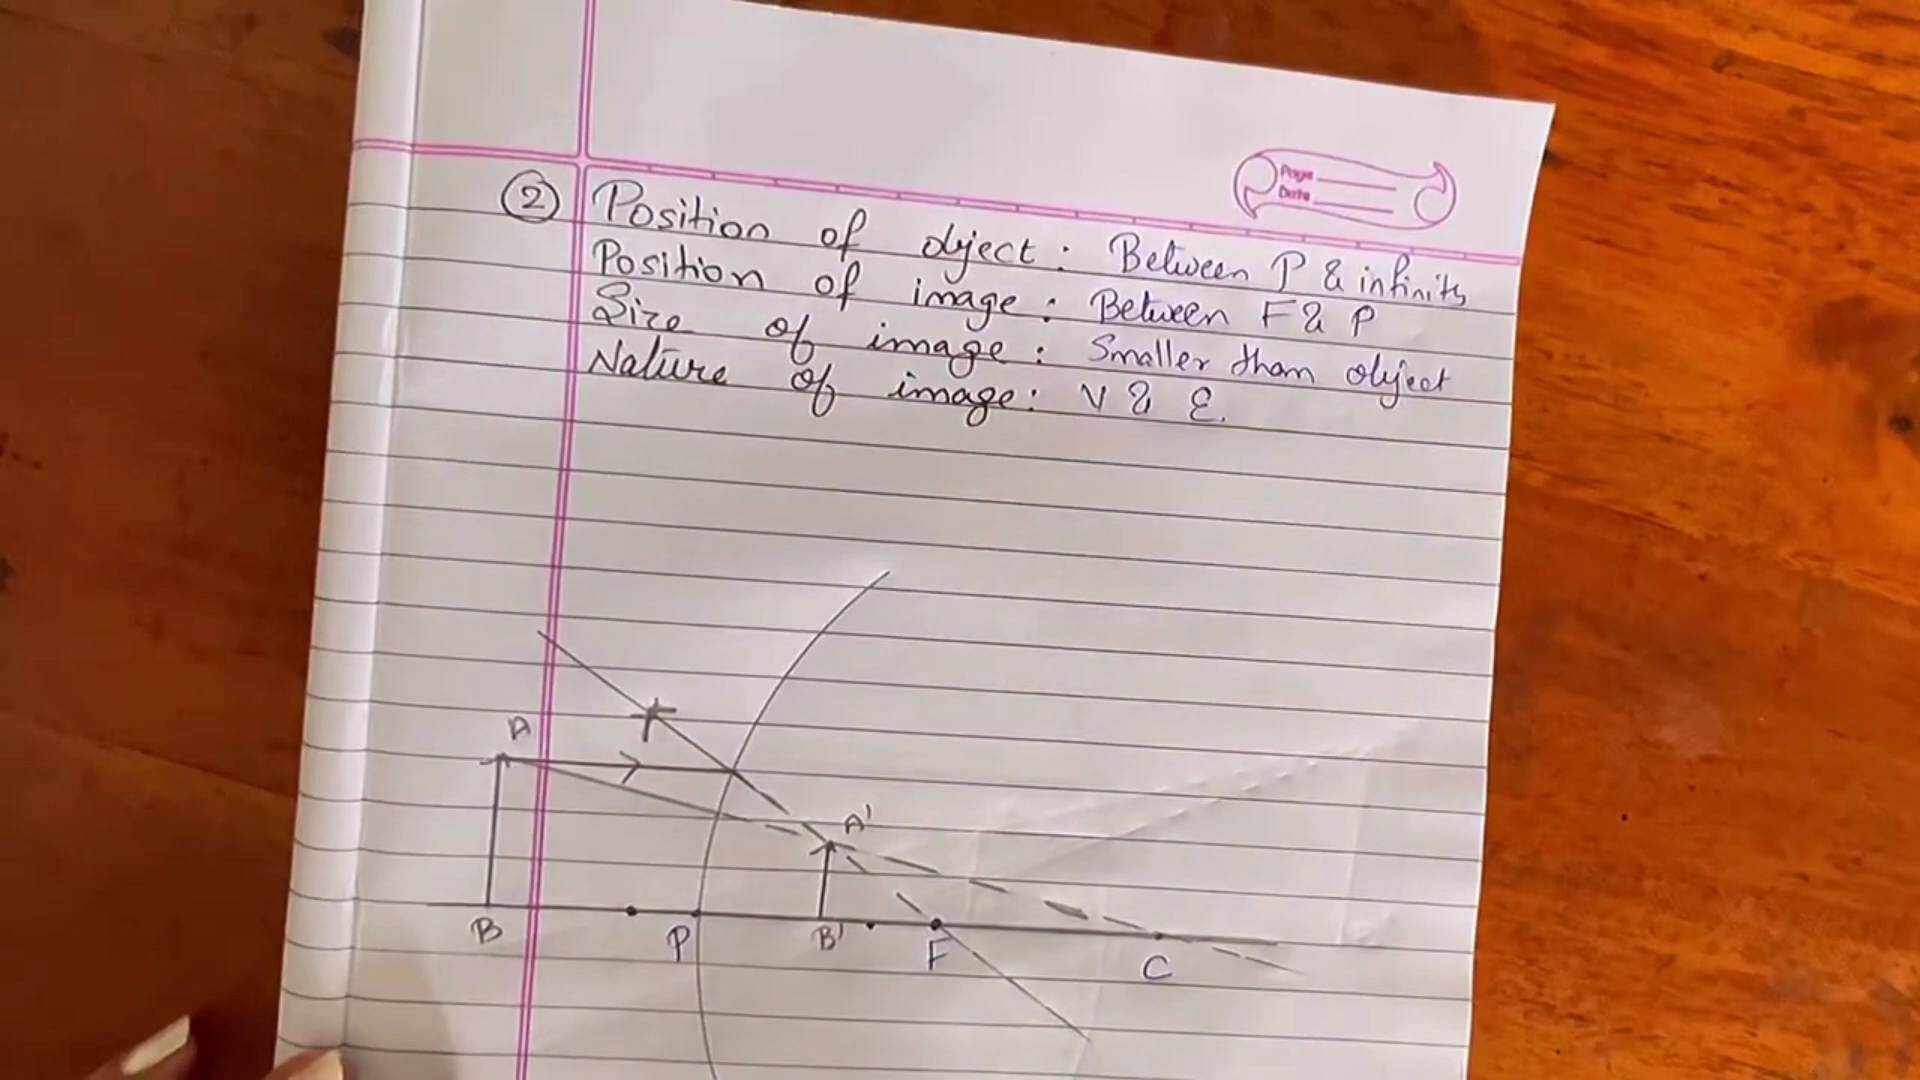 Page
Date
② Position of object : Between P & infinity
Position of image : Between F & P
Size of image : Smaller than object
Nature of image : V & E.
A
A'
B
P
B'
F
C